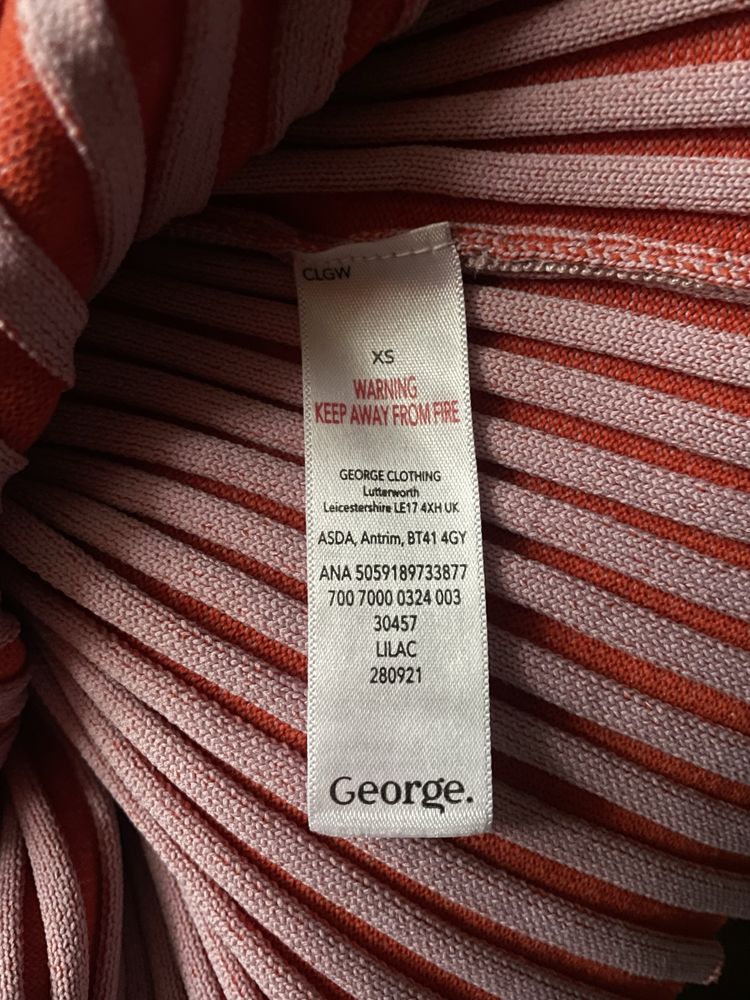 CLGW
XS
WARNING
KEEP AWAY FROM FIRE
GEORGE CLOTHING
Lutterworth
Leicestershire LE17 4XH UK
ASDA, Antrim, BT41 4GY
ANA 5059189733877
700 7000 0324 003
30457
LILAC
280921
George.